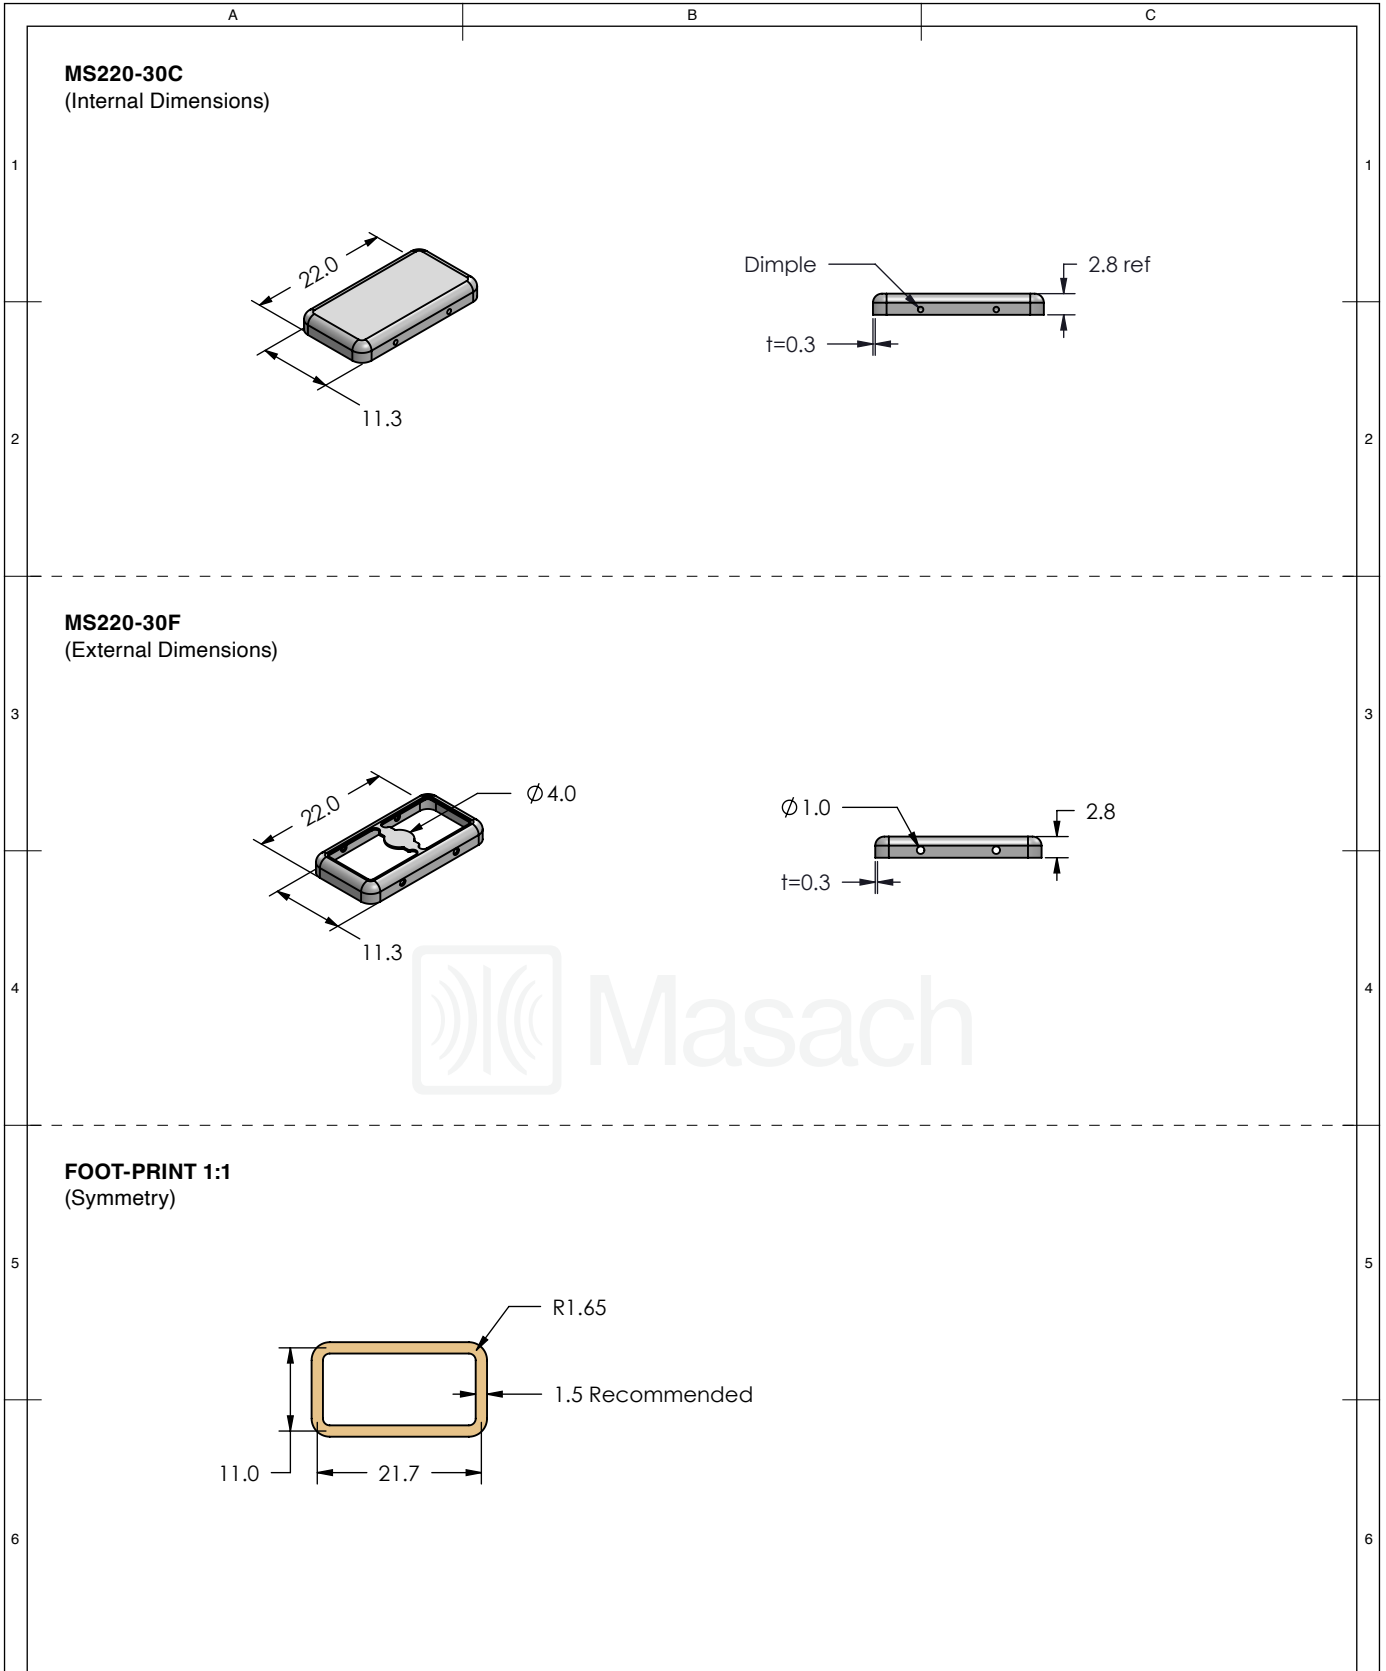 A B C
MS220-30C
(Internal Dimensions)
1 1
22.0
Dimple
2.8 ref
t=0.3
11.3
2 2
MS220-30F
(External Dimensions)
3 3
22.0
Ø4.0
Ø1.0
2.8
t=0.3
11.3
Masach
4 4
FOOT-PRINT 1:1
(Symmetry)
5 5
R1.65
1.5 Recommended
11.0
21.7
6 6